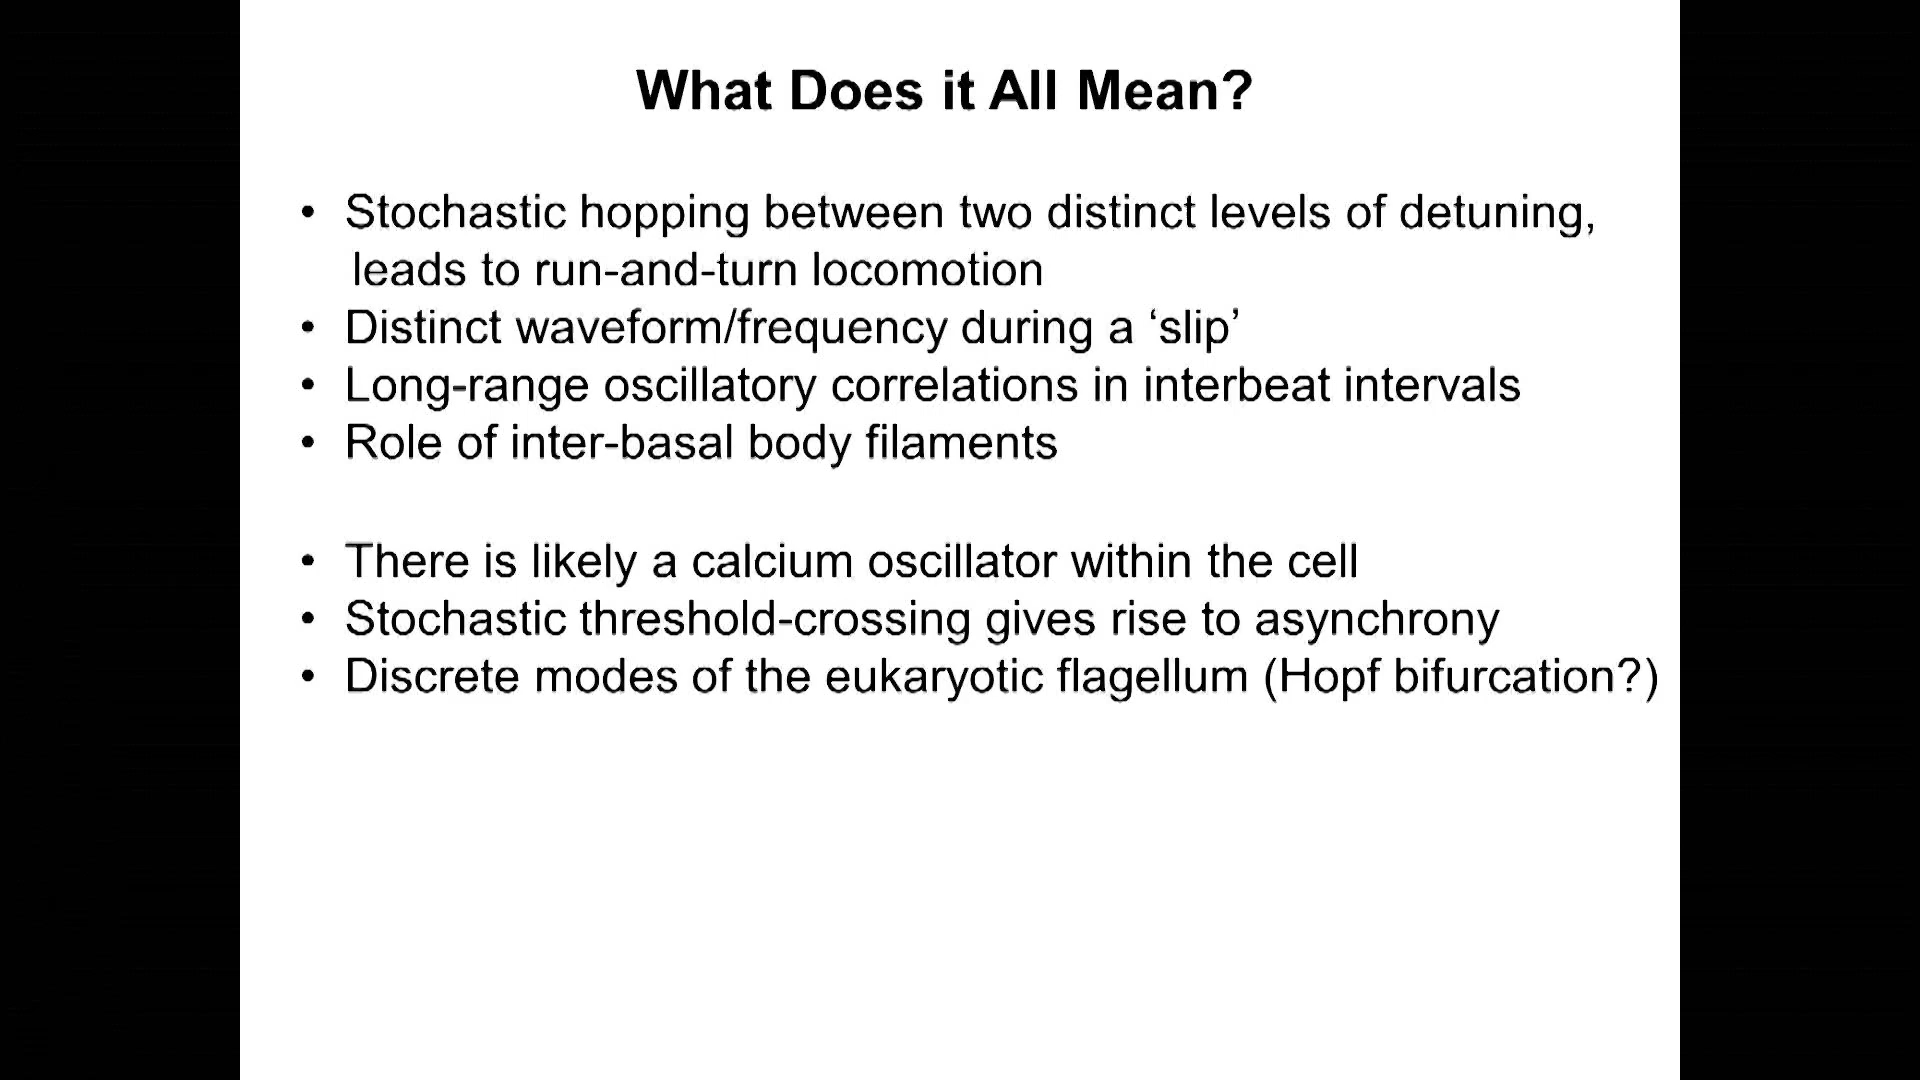 What Does it All Mean?
• Stochastic hopping between two distinct levels of detuning,
leads to run-and-turn locomotion
• Distinct waveform/frequency during a ‘slip’
• Long-range oscillatory correlations in interbeat intervals
• Role of inter-basal body filaments
• There is likely a calcium oscillator within the cell
• Stochastic threshold-crossing gives rise to asynchrony
• Discrete modes of the eukaryotic flagellum (Hopf bifurcation?)